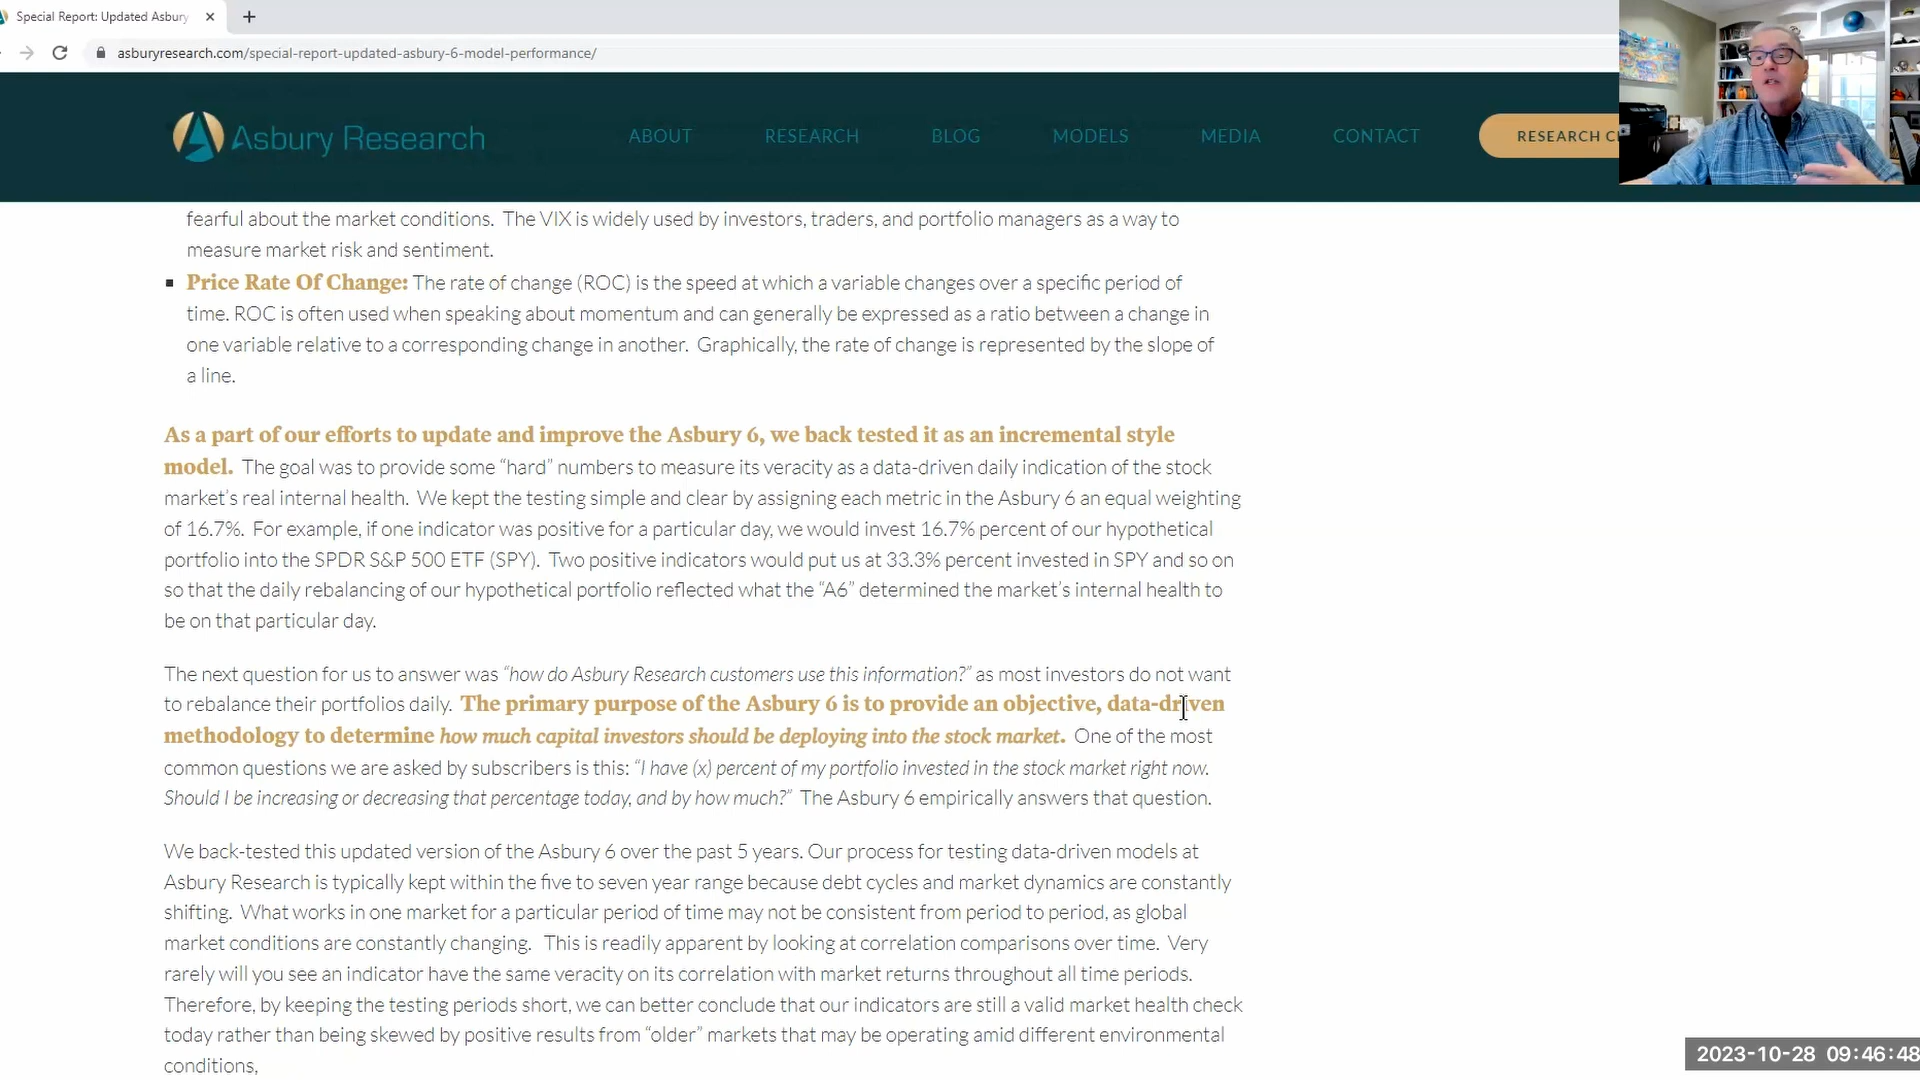 Special Report: Updated Asbury
asburyresearch.com/special-report-updated-asbury-6-model-performance/
Asbury Research
ABOUT RESEARCH BLOG MODELS MEDIA CONTACT
RESEARCH
fearful about the market conditions. The VIX is widely used by investors, traders, and portfolio managers as a way to
measure market risk and sentiment.
Price Rate Of Change: The rate of change (ROC) is the speed at which a variable changes over a specific period of
time. ROC is often used when speaking about momentum and can generally be expressed as a ratio between a change in
one variable relative to a corresponding change in another. Graphically, the rate of change is represented by the slope of
a line.
As a part of our efforts to update and improve the Asbury 6, we back tested it as an incremental style
model. The goal was to provide some “hard” numbers to measure its veracity as a data-driven daily indication of the stock
market’s real internal health. We kept the testing simple and clear by assigning each metric in the Asbury 6 an equal weighting
of 16.7%. For example, if one indicator was positive for a particular day, we would invest 16.7% percent of our hypothetical
portfolio into the SPDR S&P 500 ETF (SPY). Two positive indicators would put us at 33.3% percent invested in SPY and so on
so that the daily rebalancing of our hypothetical portfolio reflected what the “A6” determined the market’s internal health to
be on that particular day.
The next question for us to answer was “how do Asbury Research customers use this information?” as most investors do not want
to rebalance their portfolios daily. The primary purpose of the Asbury 6 is to provide an objective, data-driven
methodology to determine how much capital investors should be deploying into the stock market. One of the most
common questions we are asked by subscribers is this: “I have (x) percent of my portfolio invested in the stock market right now.
Should I be increasing or decreasing that percentage today, and by how much?” The Asbury 6 empirically answers that question.
We back-tested this updated version of the Asbury 6 over the past 5 years. Our process for testing data-driven models at
Asbury Research is typically kept within the five to seven year range because debt cycles and market dynamics are constantly
shifting. What works in one market for a particular period of time may not be consistent from period to period, as global
market conditions are constantly changing. This is readily apparent by looking at correlation comparisons over time. Very
rarely will you see an indicator have the same veracity on its correlation with market returns throughout all time periods.
Therefore, by keeping the testing periods short, we can better conclude that our indicators are still a valid market health check
today rather than being skewed by positive results from “older” markets that may be operating amid different environmental
conditions,
2023-10-28 09:46:48